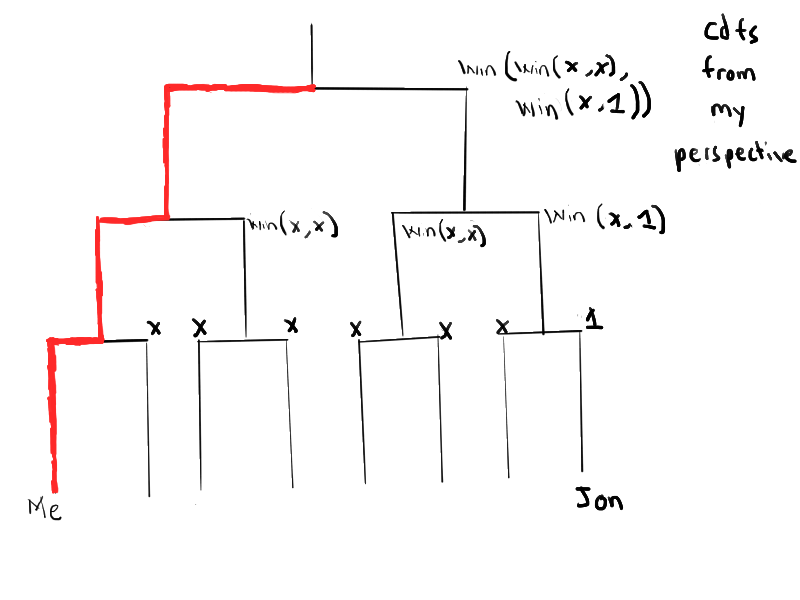 cdfs
from
my
perspective
win(win(x,x),
win(x,1))
win(x,x)
win(x,x)
win(x,1)
x
x
x
x
x
x
1
Me
Jon